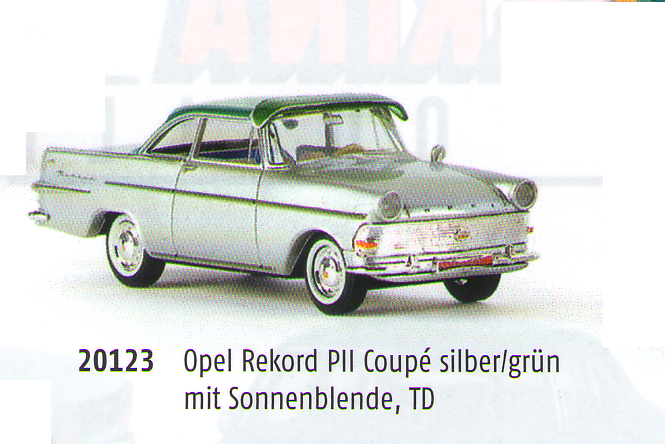 20123 Opel Rekord PII Coupé silber/grün
mit Sonnenblende, TD